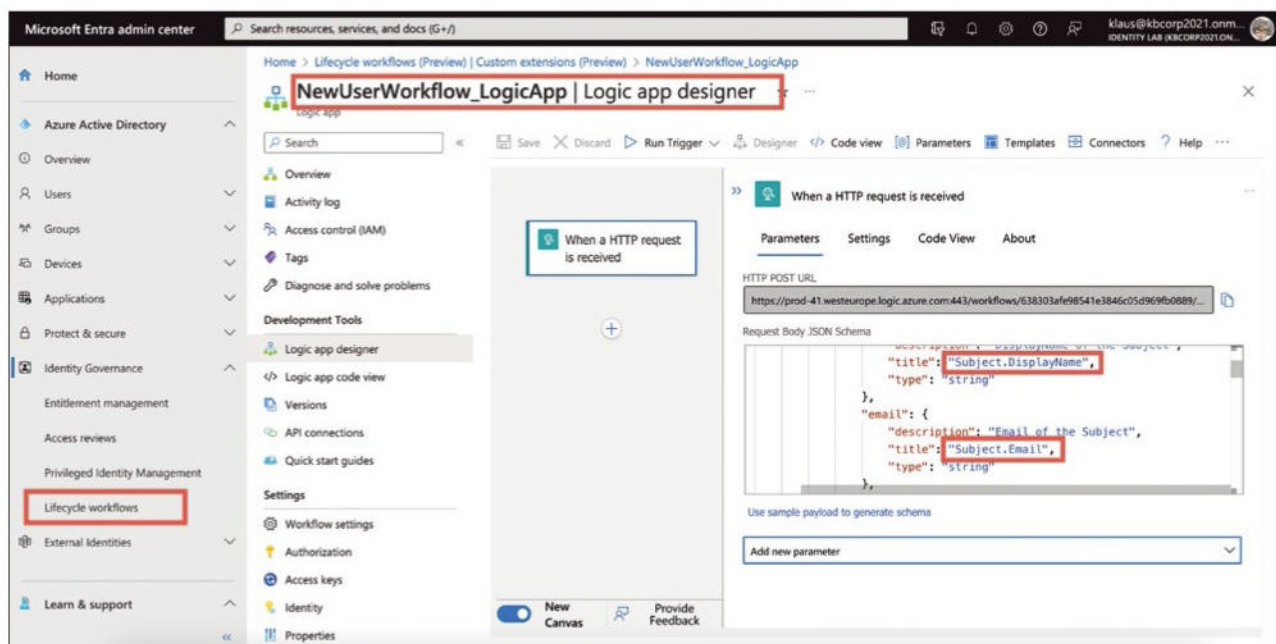 Microsoft Entra admin center
Search resources, services, and docs (G+/)
klaus@kbcorp2021.onm...
IDENTITY LAB (KBCORP2021.ON...
Home
Azure Active Directory
Overview
Users
Groups
Devices
Applications
Protect & secure
Identity Governance
Entitlement management
Access reviews
Privileged Identity Management
Lifecycle workflows
External Identities
Learn & support
«
Home > Lifecycle workflows (Preview) | Custom extensions (Preview) > NewUserWorkflow_LogicApp
NewUserWorkflow_LogicApp | Logic app designer ...
Logic app
Search «
Overview
Activity log
Access control (IAM)
Tags
Diagnose and solve problems
Development Tools
Logic app designer
Logic app code view
Versions
API connections
Quick start guides
Settings
Workflow settings
Authorization
Access keys
Identity
Properties
Save Discard Run Trigger Designer Code view Parameters Templates Connectors Help ...
When a HTTP request
is received
New
Canvas
Provide
Feedback
» When a HTTP request is received ...
Parameters Settings Code View About
HTTP POST URL
https://prod-41.westeurope.logic.azure.com:443/workflows/638303afe98541e3846c05d969fb0889/...
Request Body JSON Schema
"description": "DisplayName of the Subject",
"title": "Subject.DisplayName",
"type": "string"
},
"email": {
"description": "Email of the Subject",
"title": "Subject.Email",
"type": "string"
},
Use sample payload to generate schema
Add new parameter